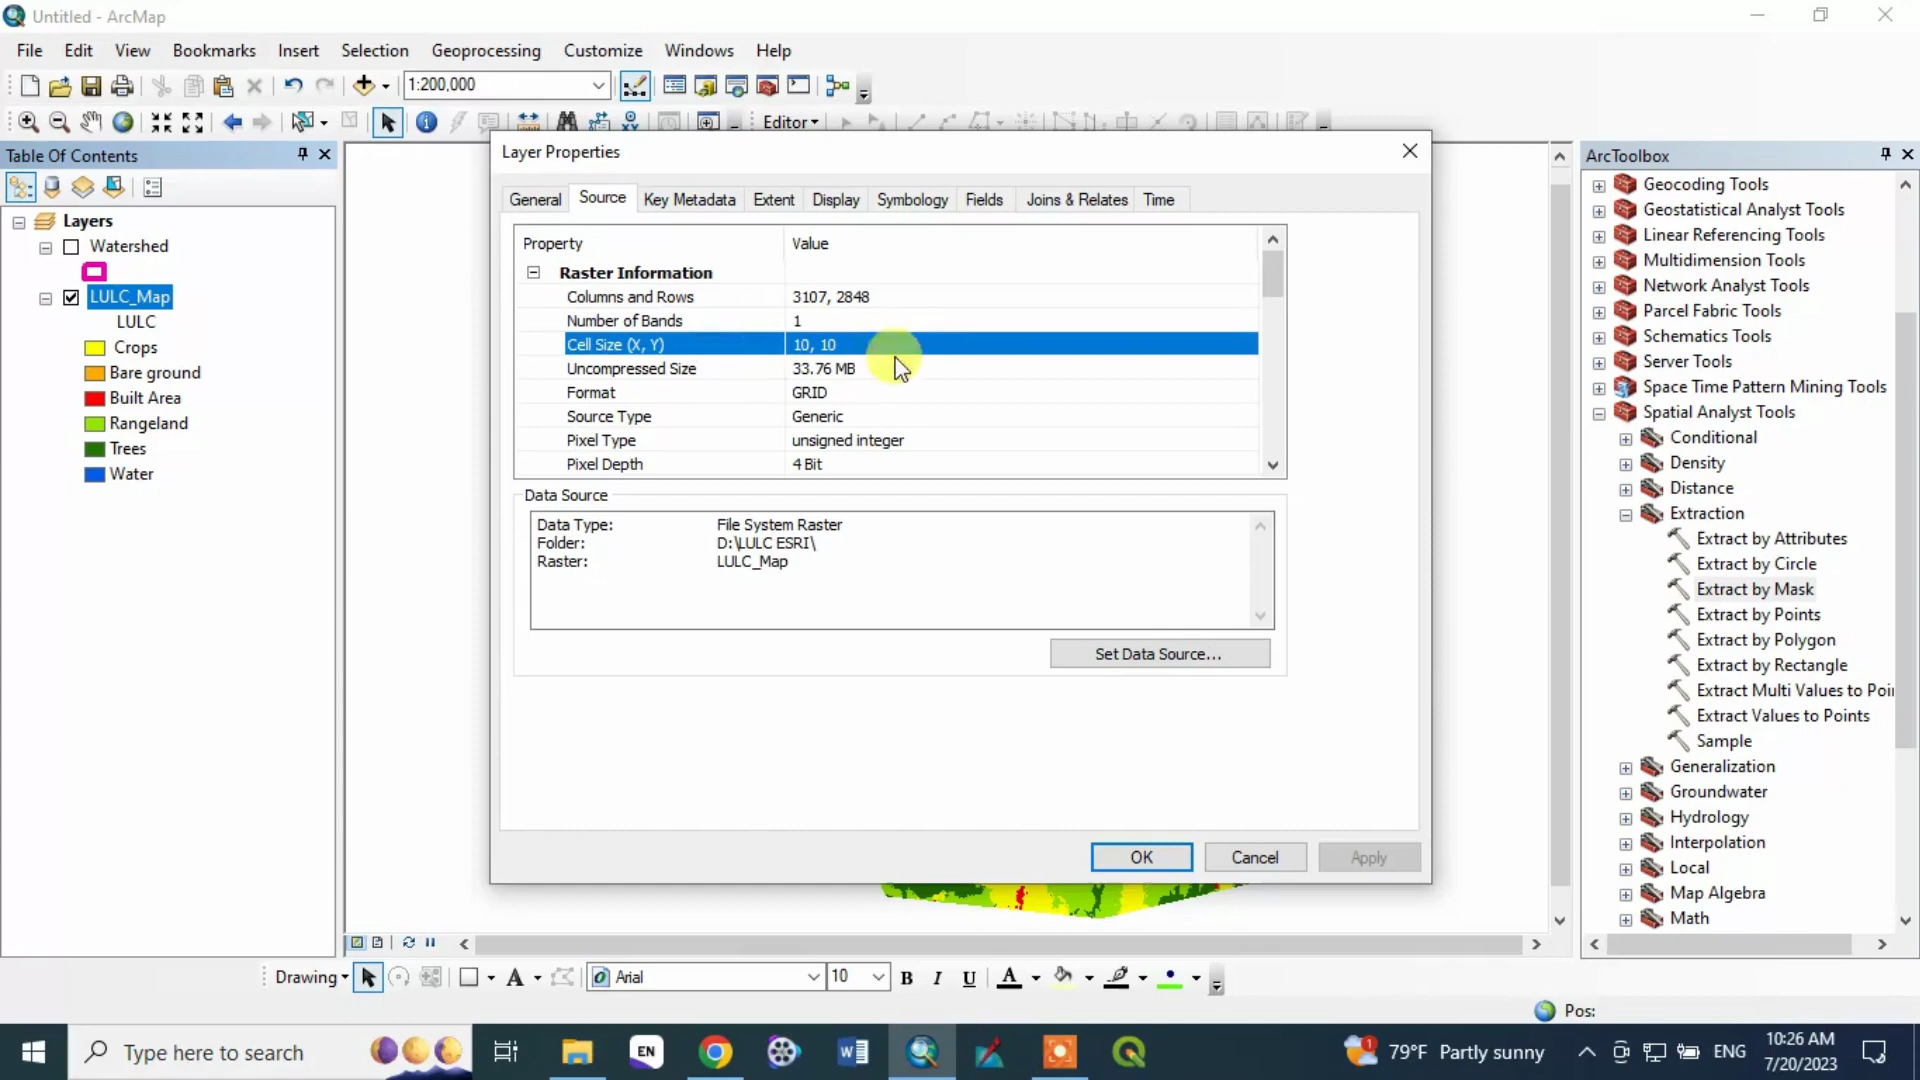 Untitled - ArcMap
File Edit View Bookmarks Insert Selection Geoprocessing Customize Windows Help
1:200,000
Editor
Table Of Contents
Layers
Watershed
LULC_Map
LULC
Crops
Bare ground
Built Area
Rangeland
Trees
Water
Layer Properties
General Source Key Metadata Extent Display Symbology Fields Joins & Relates Time
Property Value
Raster Information
Columns and Rows 3107, 2848
Number of Bands 1
Cell Size (X, Y) 10, 10
Uncompressed Size 33.76 MB
Format GRID
Source Type Generic
Pixel Type unsigned integer
Pixel Depth 4 Bit
Data Source
Data Type: File System Raster
Folder: D:\LULC ESRI\
Raster: LULC_Map
Set Data Source...
OK Cancel Apply
ArcToolbox
Geocoding Tools
Geostatistical Analyst Tools
Linear Referencing Tools
Multidimension Tools
Network Analyst Tools
Parcel Fabric Tools
Schematics Tools
Server Tools
Space Time Pattern Mining Tools
Spatial Analyst Tools
Conditional
Density
Distance
Extraction
Extract by Attributes
Extract by Circle
Extract by Mask
Extract by Points
Extract by Polygon
Extract by Rectangle
Extract Multi Values to Poi
Extract Values to Points
Sample
Generalization
Groundwater
Hydrology
Interpolation
Local
Map Algebra
Math
Drawing A Arial 10 B I U A
Pos:
Type here to search EN 79°F Partly sunny ENG
10:26 AM
7/20/2023